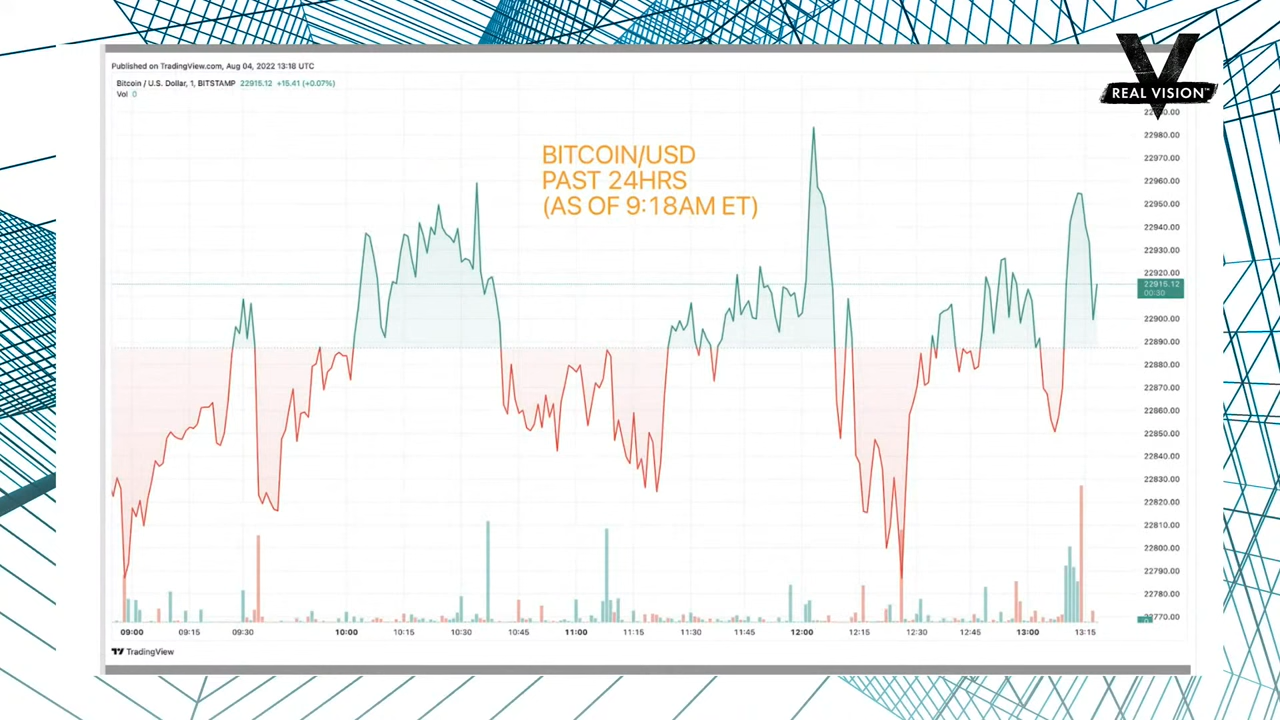 Published on TradingView.com, Aug 04, 2022 13:18 UTC
Bitcoin / U.S. Dollar, 1, BITSTAMP 22915.12 +15.41 (+0.07%)
Vol 0
REAL VISION™
BITCOIN/USD
PAST 24HRS
(AS OF 9:18AM ET)
22980.00
22970.00
22960.00
22950.00
22940.00
22930.00
22920.00
22915.12
00:30
22900.00
22890.00
22880.00
22870.00
22860.00
22850.00
22840.00
22830.00
22820.00
22810.00
22800.00
22790.00
22780.00
09:00 09:15 09:30 10:00 10:15 10:30 10:45 11:00 11:15 11:30 11:45 12:00 12:15 12:30 12:45 13:00 13:15
TradingView